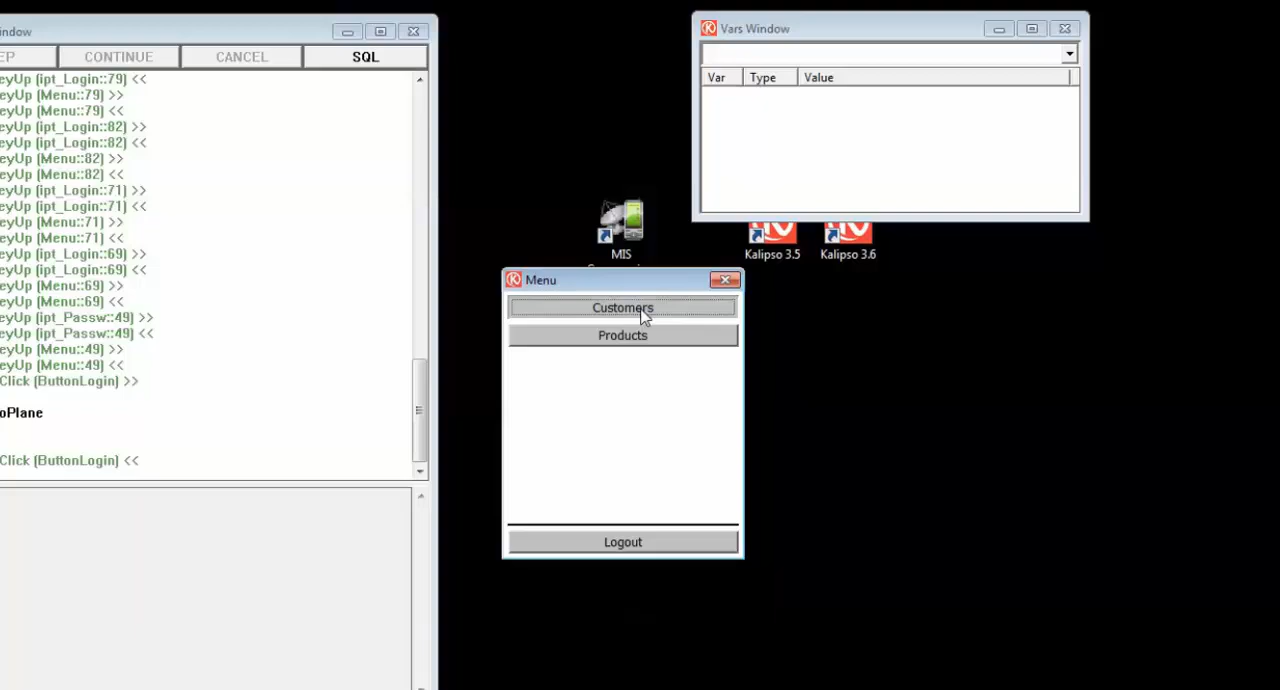 ndow
EP CONTINUE CANCEL SQL
eyUp (ipt_Login::79) <<
eyUp (Menu::79) >>
eyUp (Menu::79) <<
eyUp (ipt_Login::82) >>
eyUp (ipt_Login::82) <<
eyUp (Menu::82) >>
eyUp (Menu::82) <<
eyUp (ipt_Login::71) >>
eyUp (ipt_Login::71) <<
eyUp (Menu::71) >>
eyUp (Menu::71) <<
eyUp (ipt_Login::69) >>
eyUp (ipt_Login::69) <<
eyUp (Menu::69) >>
eyUp (Menu::69) <<
eyUp (ipt_Passw::49) >>
eyUp (ipt_Passw::49) <<
eyUp (Menu::49) >>
eyUp (Menu::49) <<
Click (ButtonLogin) >>
oPlane
Click (ButtonLogin) <<
Vars Window
Var Type Value
MIS
Kalipso 3.5
Kalipso 3.6
Menu
Customers
Products
Logout